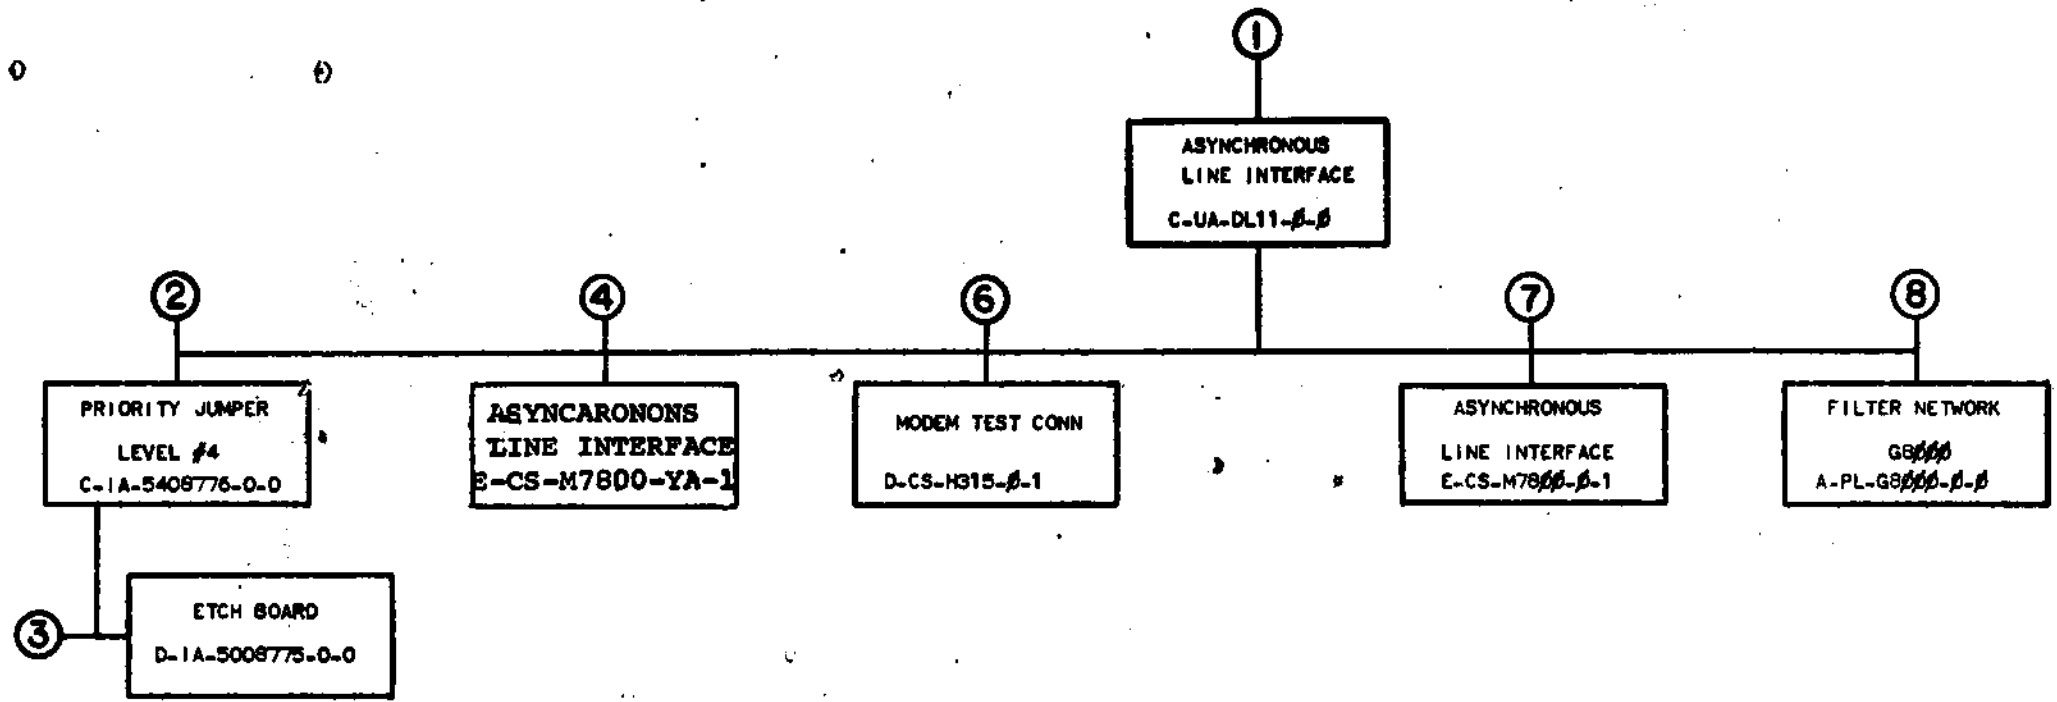 1
ASYNCHRONOUS
LINE INTERFACE
C-UA-DL11-Ø-Ø
2
4
6
7
8
PRIORITY JUMPER
LEVEL #4
C-IA-5408776-0-0
ASYNCARONONS
LINE INTERFACE
E-CS-M7800-YA-1
MODEM TEST CONN
D-CS-H315-Ø-1
ASYNCHRONOUS
LINE INTERFACE
E-CS-M78ØØ-Ø-1
FILTER NETWORK
G8ØØØ
A-PL-G8ØØØ-Ø-Ø
3
ETCH BOARD
D-IA-5008775-0-0